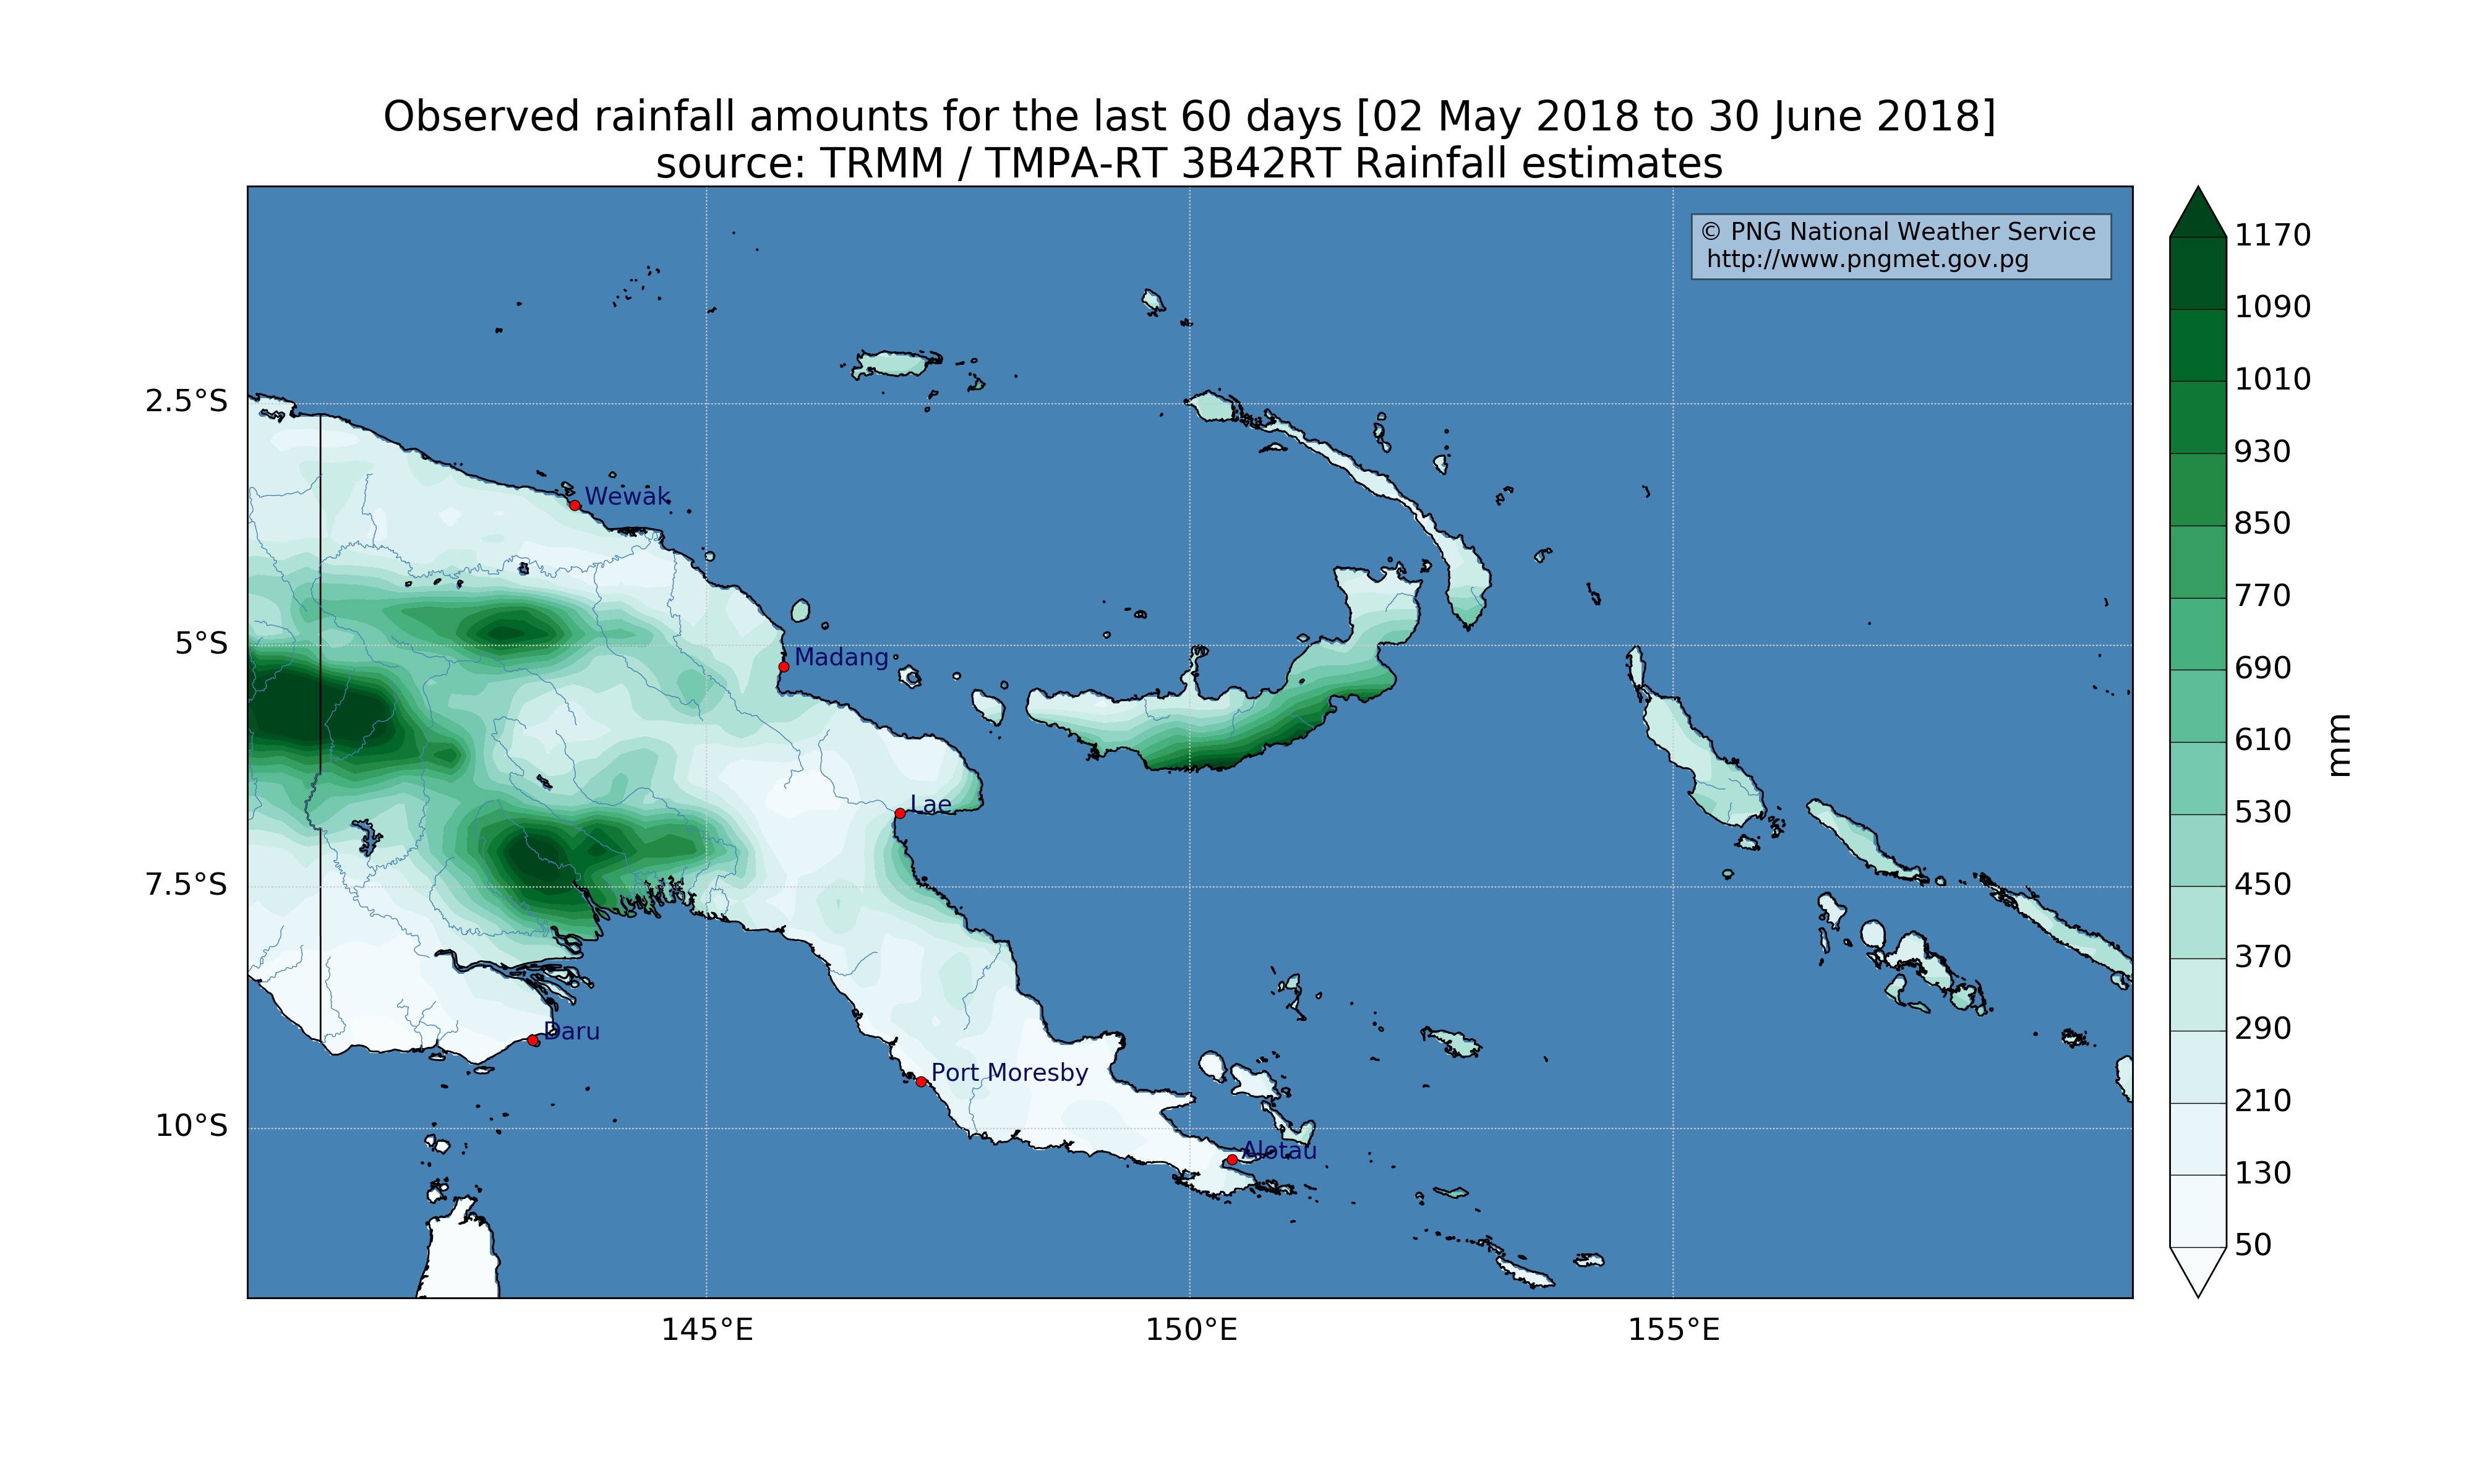 Observed rainfall amounts for the last 60 days [02 May 2018 to 30 June 2018]
source: TRMM / TMPA-RT 3B42RT Rainfall estimates
© PNG National Weather Service
http://www.pngmet.gov.pg
2.5°S
5°S
7.5°S
10°S
Wewak
Madang
Lae
Daru
Port Moresby
Alotau
145°E
150°E
155°E
1170
1090
1010
930
850
770
690
610
530
450
370
290
210
130
50
mm